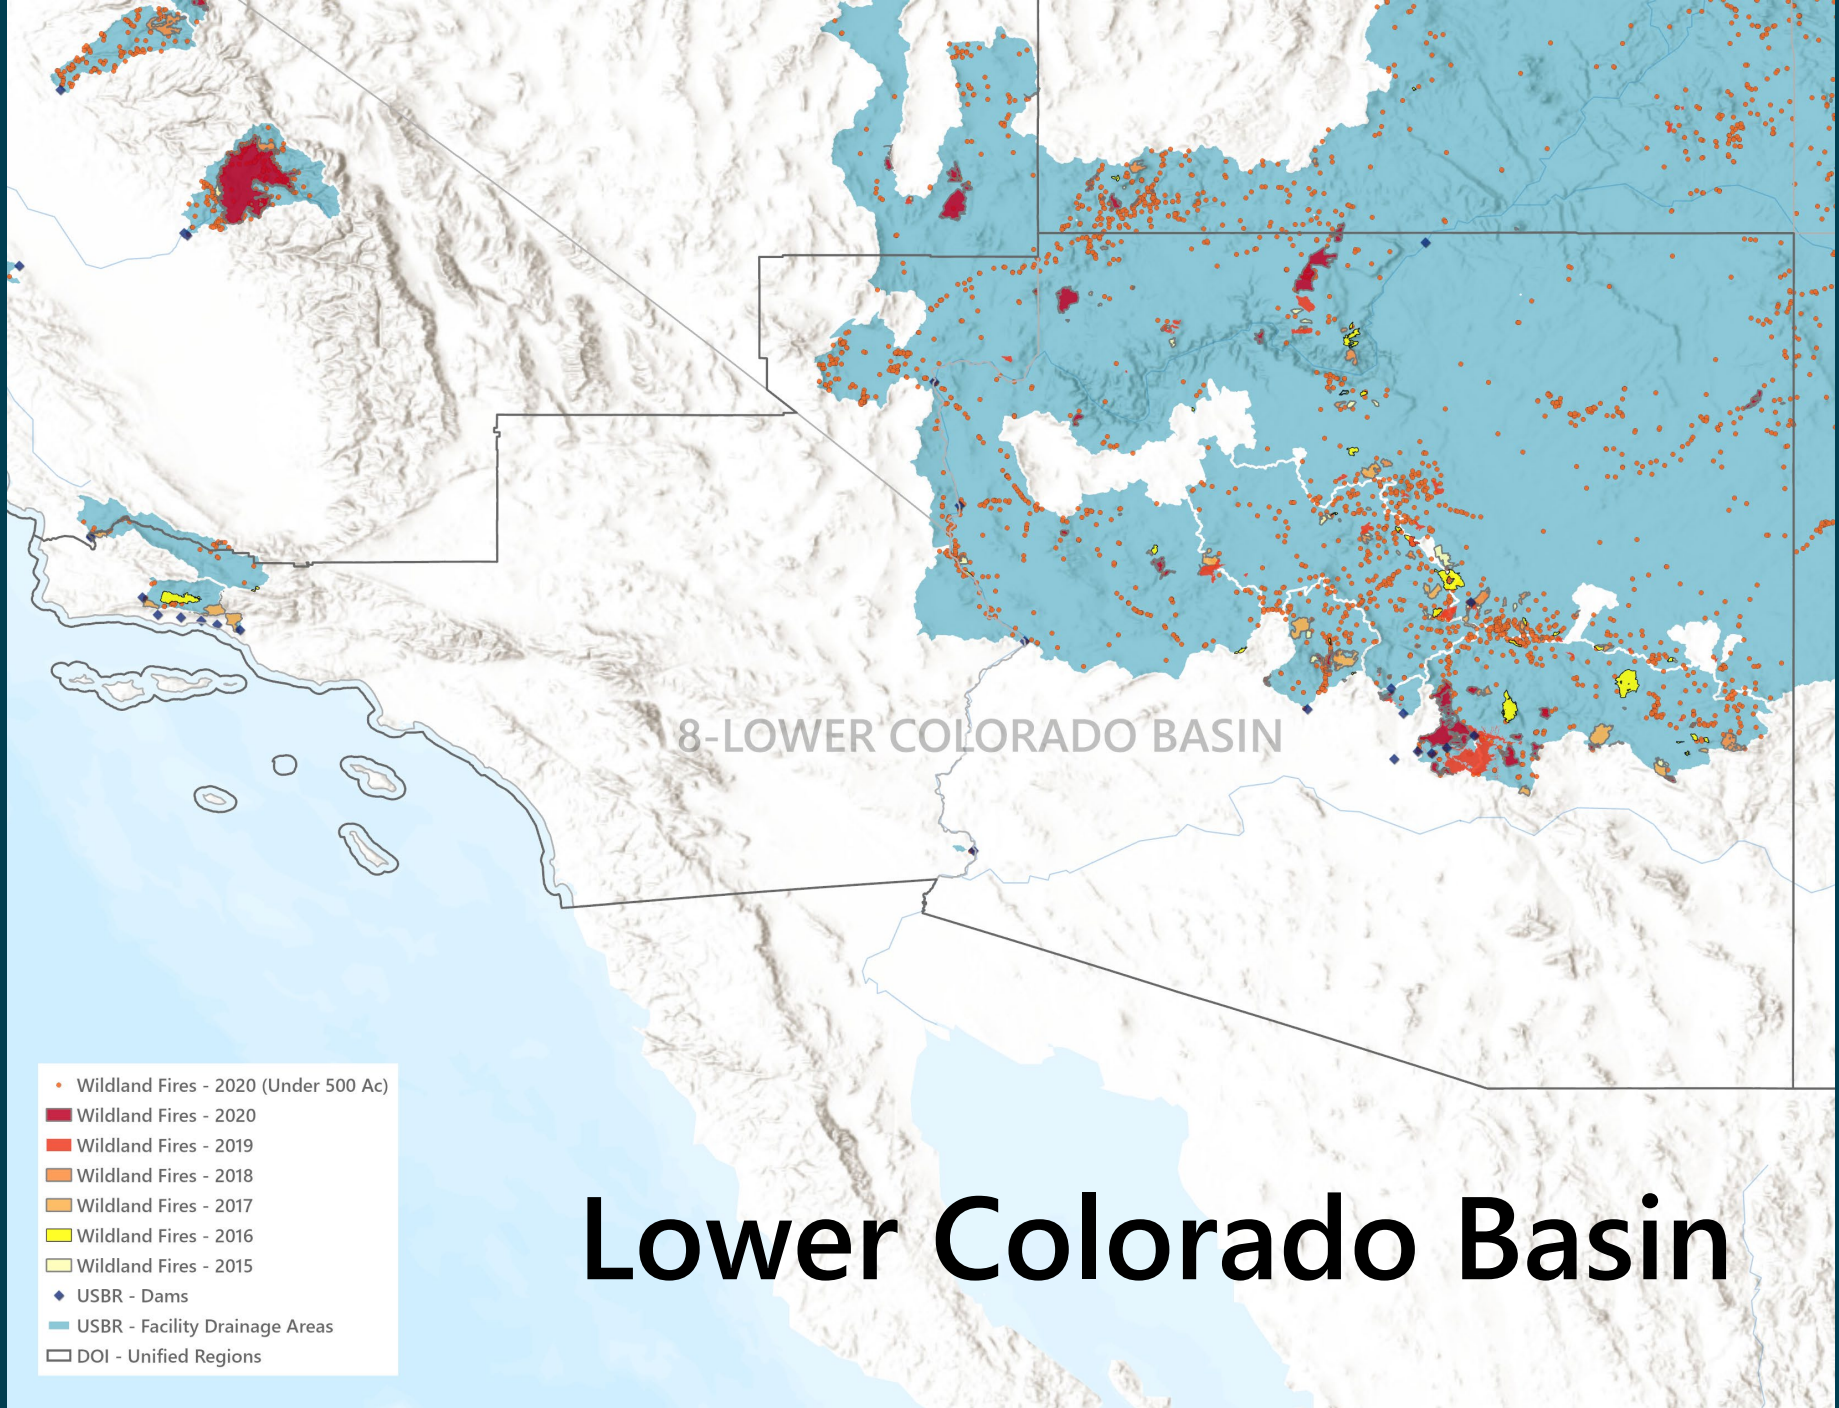 8-LOWER COLORADO BASIN
Wildland Fires - 2020 (Under 500 Ac)
Wildland Fires - 2020
Wildland Fires - 2019
Wildland Fires - 2018
Wildland Fires - 2017
Wildland Fires - 2016
Wildland Fires - 2015
USBR - Dams
USBR - Facility Drainage Areas
DOI - Unified Regions
Lower Colorado Basin